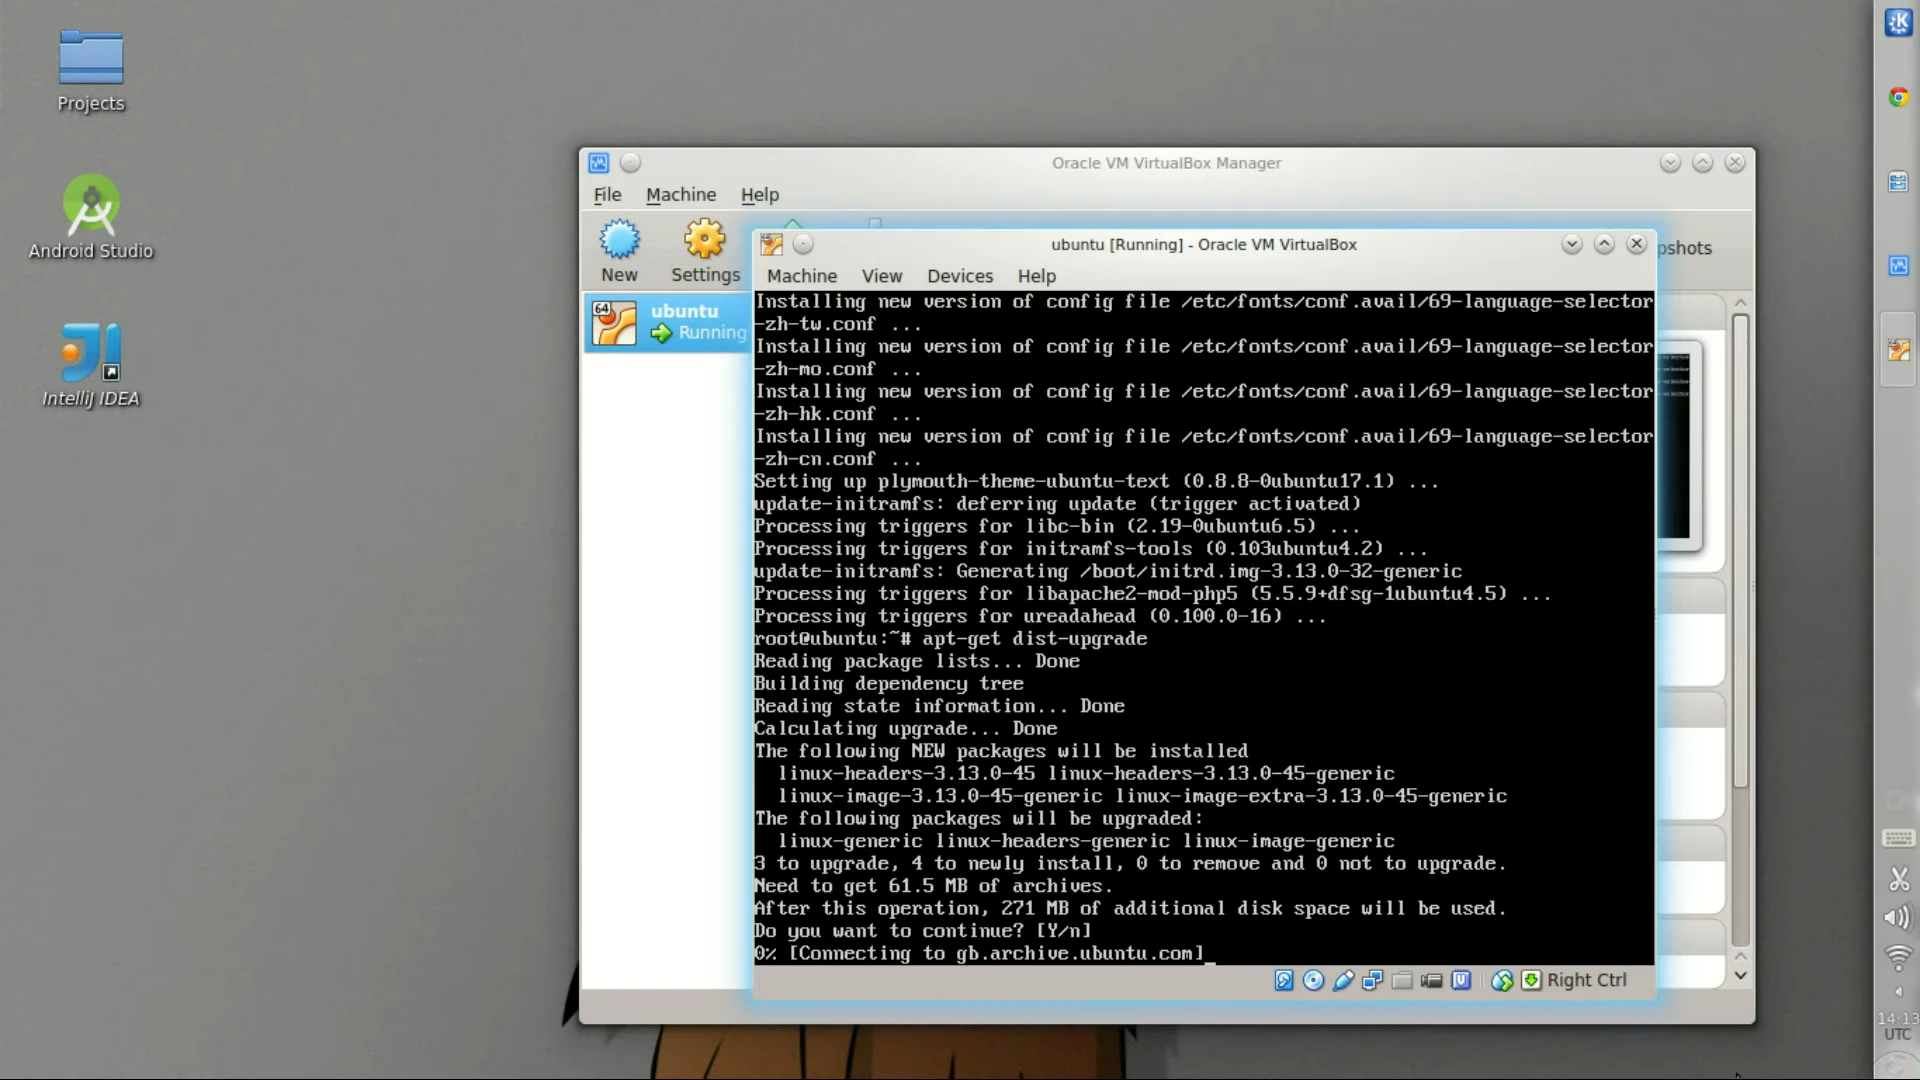 Projects
Android Studio
IntelliJ IDEA
Oracle VM VirtualBox Manager
File Machine Help
New Settings
64 ubuntu
Running
ubuntu [Running] - Oracle VM VirtualBox
Machine View Devices Help
Installing new version of config file /etc/fonts/conf.avail/69-language-selector
-zh-tw.conf ...
Installing new version of config file /etc/fonts/conf.avail/69-language-selector
-zh-mo.conf ...
Installing new version of config file /etc/fonts/conf.avail/69-language-selector
-zh-hk.conf ...
Installing new version of config file /etc/fonts/conf.avail/69-language-selector
-zh-cn.conf ...
Setting up plymouth-theme-ubuntu-text (0.8.8-0ubuntu17.1) ...
update-initramfs: deferring update (trigger activated)
Processing triggers for libc-bin (2.19-0ubuntu6.5) ...
Processing triggers for initramfs-tools (0.103ubuntu4.2) ...
update-initramfs: Generating /boot/initrd.img-3.13.0-32-generic
Processing triggers for libapache2-mod-php5 (5.5.9+dfsg-1ubuntu4.5) ...
Processing triggers for ureadahead (0.100.0-16) ...
root@ubuntu:~# apt-get dist-upgrade
Reading package lists... Done
Building dependency tree
Reading state information... Done
Calculating upgrade... Done
The following NEW packages will be installed
linux-headers-3.13.0-45 linux-headers-3.13.0-45-generic
linux-image-3.13.0-45-generic linux-image-extra-3.13.0-45-generic
The following packages will be upgraded:
linux-generic linux-headers-generic linux-image-generic
3 to upgrade, 4 to newly install, 0 to remove and 0 not to upgrade.
Need to get 61.5 MB of archives.
After this operation, 271 MB of additional disk space will be used.
Do you want to continue? [Y/n]
0% [Connecting to gb.archive.ubuntu.com]_
Right Ctrl
pshots
14:13
UTC